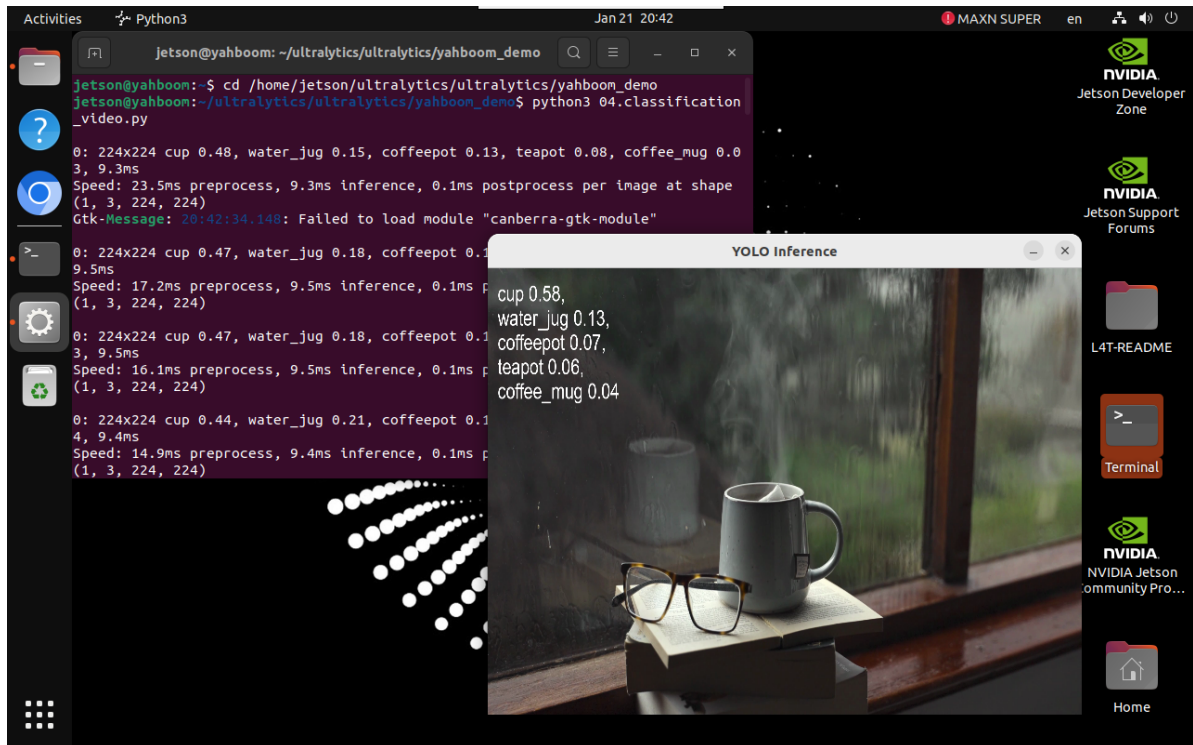 Activities
Python3
Jan 21 20:42
MAXN SUPER
en
jetson@yahboom: ~/ultralytics/ultralytics/yahboom_demo
jetson@yahboom:~$ cd /home/jetson/ultralytics/ultralytics/yahboom_demo
jetson@yahboom:~/ultralytics/ultralytics/yahboom_demo$ python3 04.classification
_video.py
0: 224x224 cup 0.48, water_jug 0.15, coffeepot 0.13, teapot 0.08, coffee_mug 0.0
3, 9.3ms
Speed: 23.5ms preprocess, 9.3ms inference, 0.1ms postprocess per image at shape
(1, 3, 224, 224)
Gtk-Message: 20:42:34.148: Failed to load module "canberra-gtk-module"
0: 224x224 cup 0.47, water_jug 0.18, coffeepot 0.1
9.5ms
Speed: 17.2ms preprocess, 9.5ms inference, 0.1ms p
(1, 3, 224, 224)
0: 224x224 cup 0.47, water_jug 0.18, coffeepot 0.1
3, 9.5ms
Speed: 16.1ms preprocess, 9.5ms inference, 0.1ms p
(1, 3, 224, 224)
0: 224x224 cup 0.44, water_jug 0.21, coffeepot 0.1
4, 9.4ms
Speed: 14.9ms preprocess, 9.4ms inference, 0.1ms p
(1, 3, 224, 224)
YOLO Inference
cup 0.58,
water_jug 0.13,
coffeepot 0.07,
teapot 0.06,
coffee_mug 0.04
NVIDIA.
Jetson Developer
Zone
NVIDIA.
Jetson Support
Forums
L4T-README
Terminal
NVIDIA.
NVIDIA Jetson
Community Pro...
Home